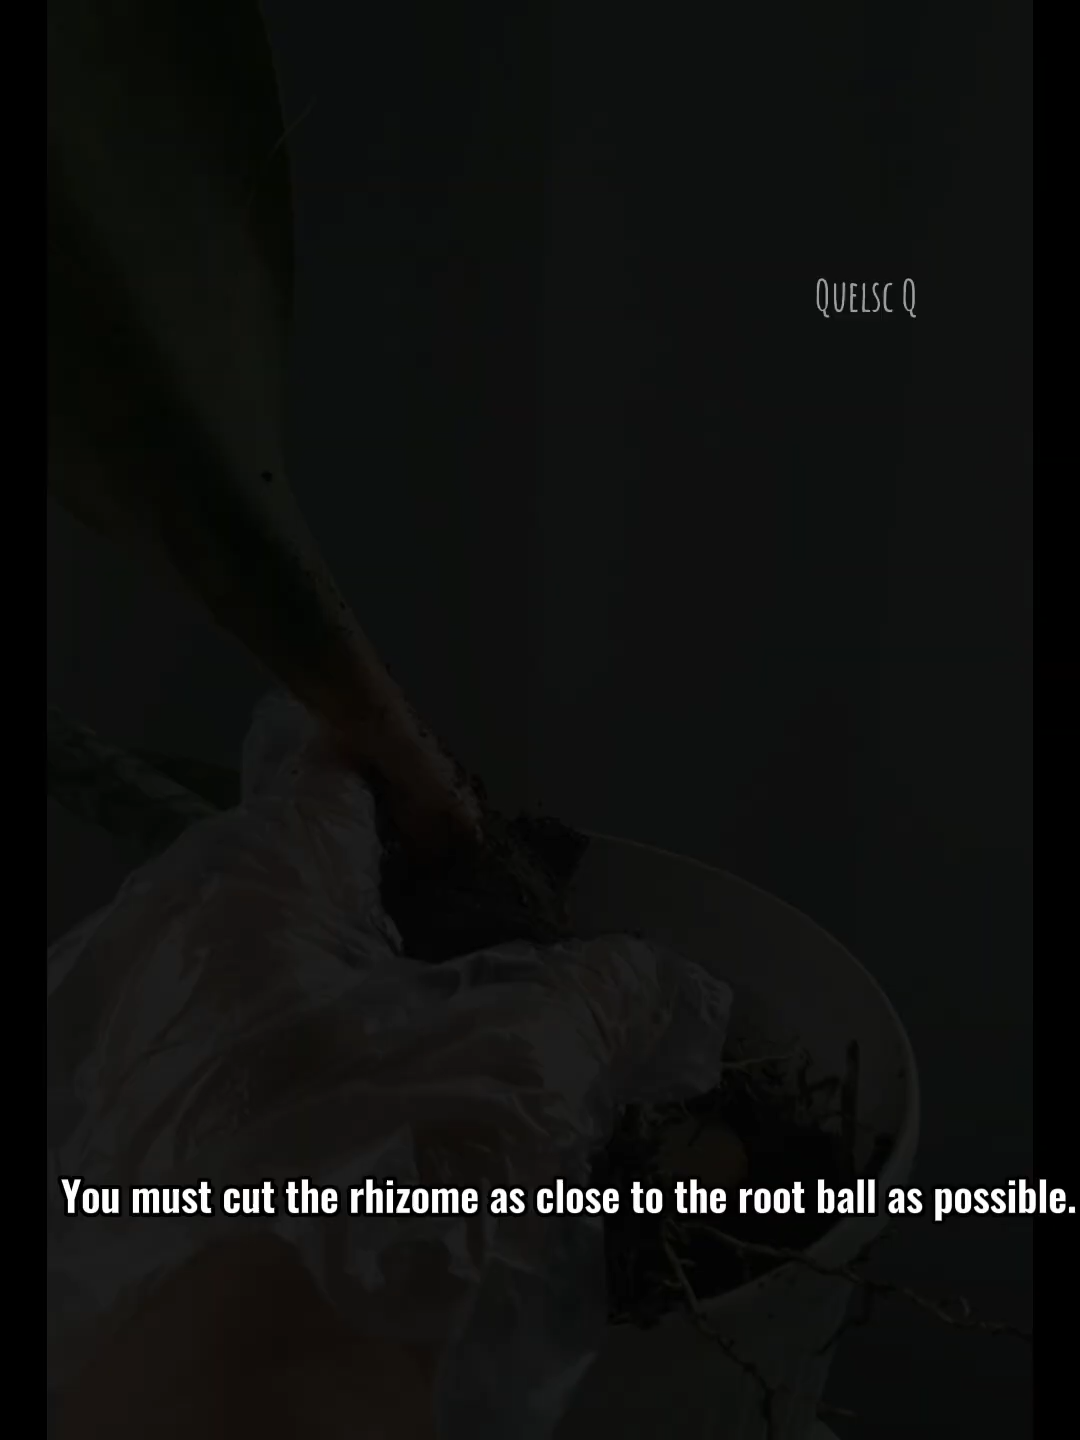 Quelsc Q
You must cut the rhizome as close to the root ball as possible.